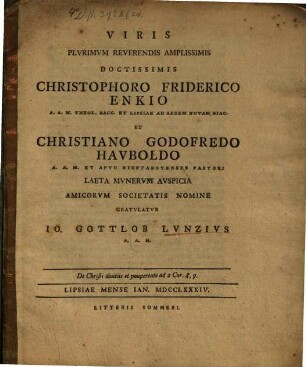 VIRIS
PLVRIMVM REVERENDIS AMPLISSIMIS
DOCTISSIMIS
CHRISTOPHORO FRIDERICO
ENKIO
A. A. M. THEOL. BACC. ET LIPSIAE AD AEDEM NOVAM DIAC.
ET
CHRISTIANO GODOFREDO
HAVBOLDO
A. A. M. ET APVD PASTORI
LAETA MVNERVM AVSPICIA
AMICORVM SOCIETATIS NOMINE
GRATVLATVR
IO. GOTTLOB LVNZIVS
A. A. M.
De Christi divitiis et paupertate ad 2 Cor. 8, 9.
LIPSIAE MENSE IAN. MDCCLXXXIV.
LITTERIS SOMMERI.